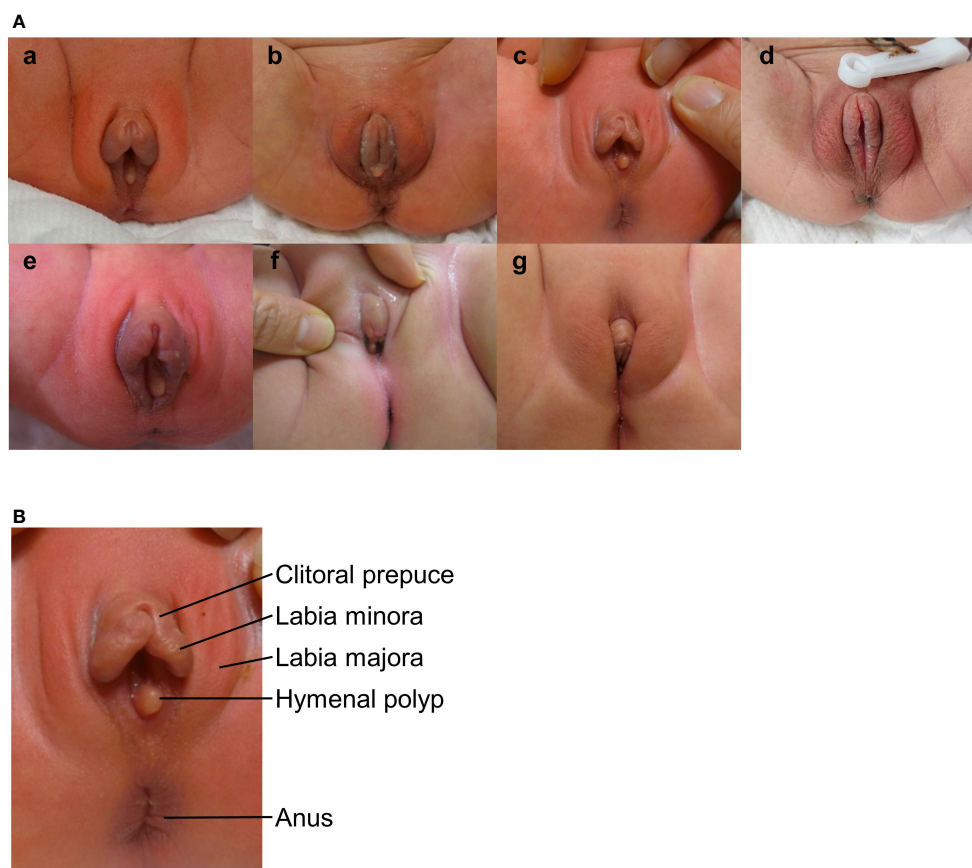 A
a
b
c
d
e
f
g
B
Clitoral prepuce
Labia minora
Labia majora
Hymenal polyp
Anus